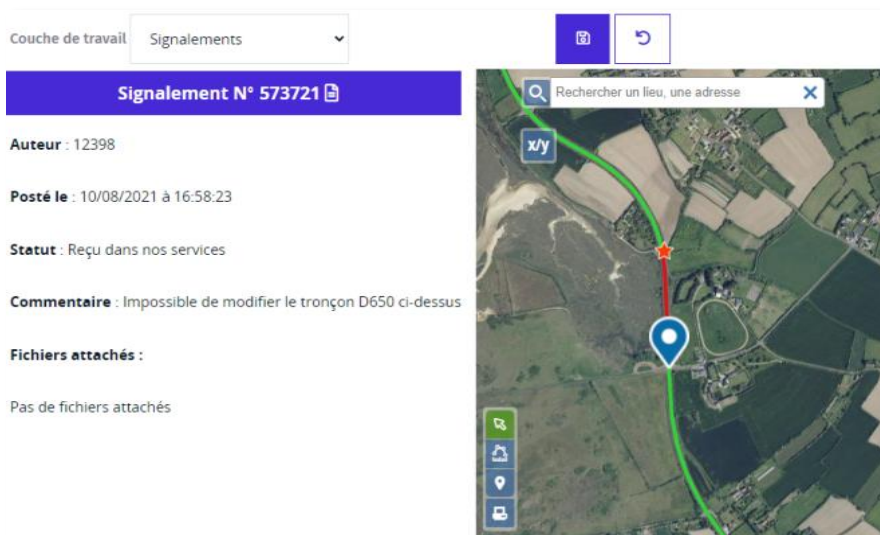 Couche de travail Signalements
Signalement N° 573721
Rechercher un lieu, une adresse
x/y
Auteur : 12398
Posté le : 10/08/2021 à 16:58:23
Statut : Reçu dans nos services
Commentaire : Impossible de modifier le tronçon D650 ci-dessus
Fichiers attachés :
Pas de fichiers attachés